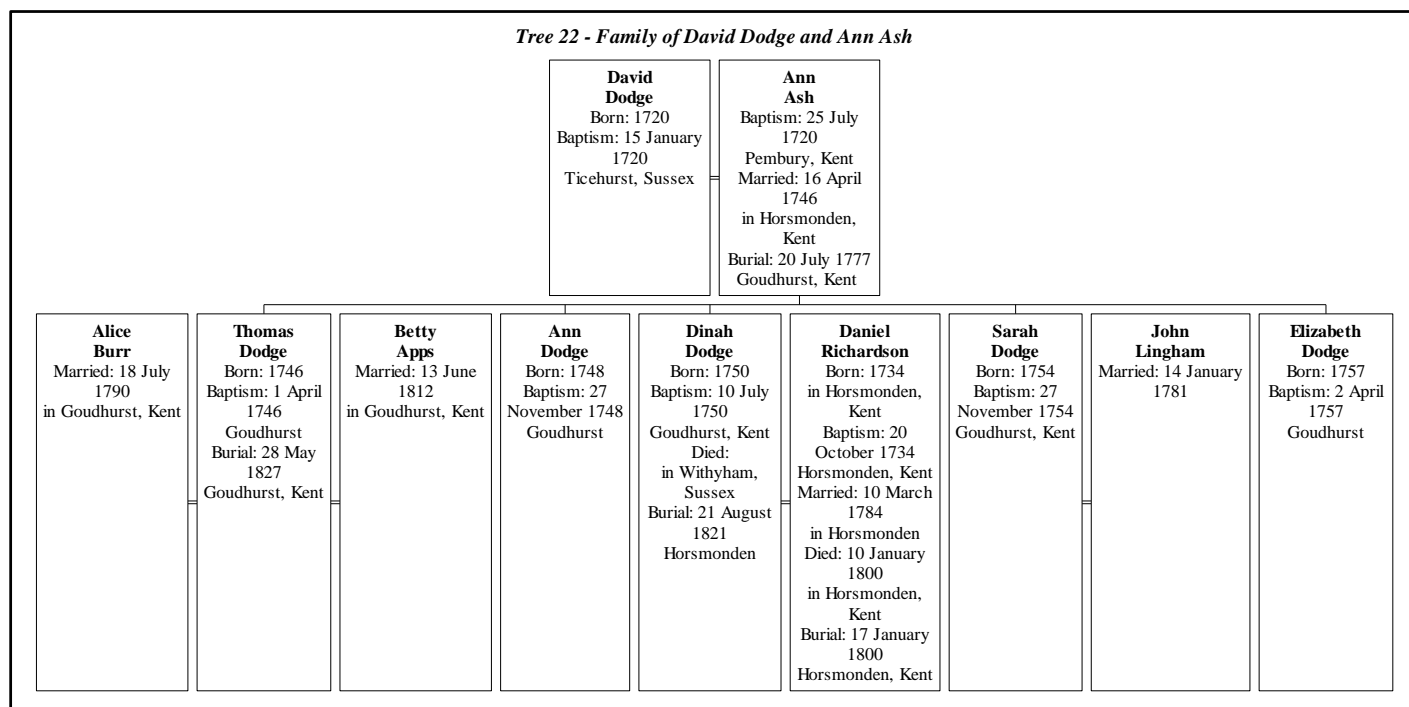 Tree 22 - Family of David Dodge and Ann Ash
David
Dodge
Born: 1720
Baptism: 15 January
1720
Ticehurst, Sussex
Ann
Ash
Baptism: 25 July
1720
Pembury, Kent
Married: 16 April
1746
in Horsmonden,
Kent
Burial: 20 July 1777
Goudhurst, Kent
Alice
Burr
Married: 18 July
1790
in Goudhurst, Kent
Thomas
Dodge
Born: 1746
Baptism: 1 April
1746
Goudhurst
Burial: 28 May
1827
Goudhurst, Kent
Betty
Apps
Married: 13 June
1812
in Goudhurst, Kent
Ann
Dodge
Born: 1748
Baptism: 27
November 1748
Goudhurst
Dinah
Dodge
Born: 1750
Baptism: 10 July
1750
Goudhurst, Kent
Died:
in Withyham,
Sussex
Burial: 21 August
1821
Horsmonden
Daniel
Richardson
Born: 1734
in Horsmonden,
Kent
Baptism: 20
October 1734
Horsmonden, Kent
Married: 10 March
1784
in Horsmonden
Died: 10 January
1800
in Horsmonden,
Kent
Burial: 17 January
1800
Horsmonden, Kent
Sarah
Dodge
Born: 1754
Baptism: 27
November 1754
Goudhurst, Kent
John
Lingham
Married: 14 January
1781
Elizabeth
Dodge
Born: 1757
Baptism: 2 April
1757
Goudhurst